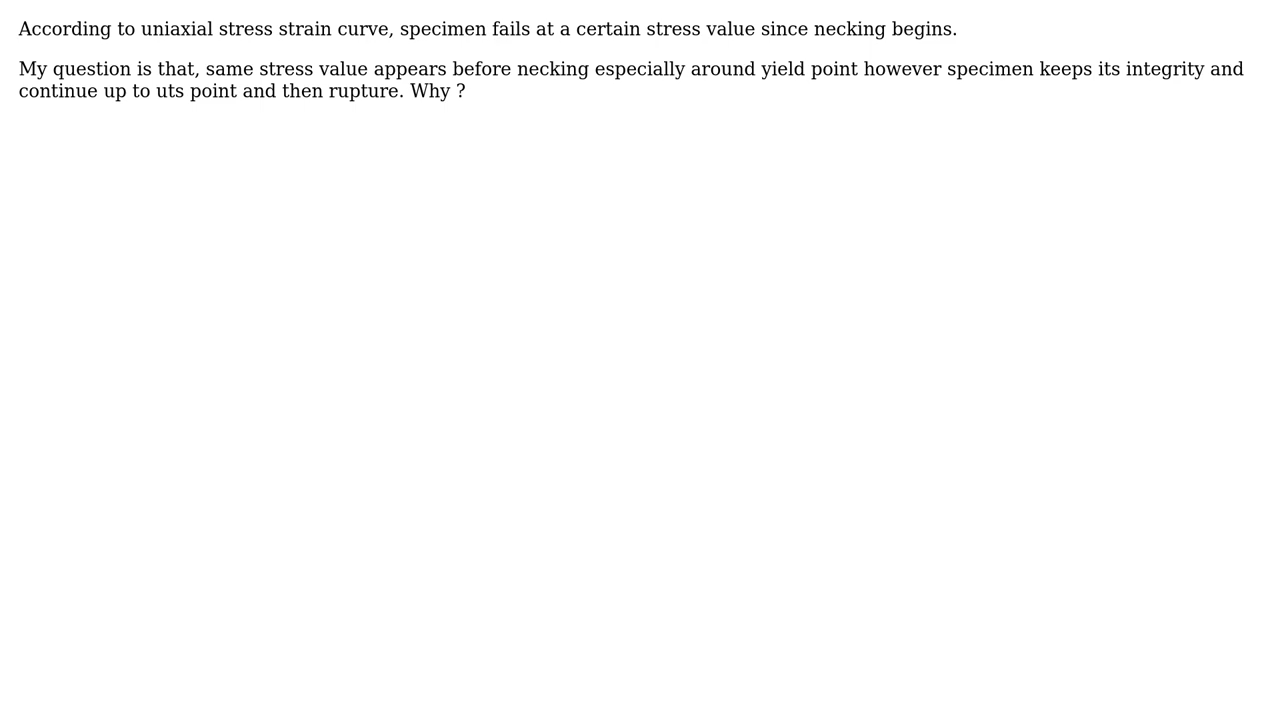 According to uniaxial stress strain curve, specimen fails at a certain stress value since necking begins.
My question is that, same stress value appears before necking especially around yield point however specimen keeps its integrity and
continue up to uts point and then rupture. Why ?